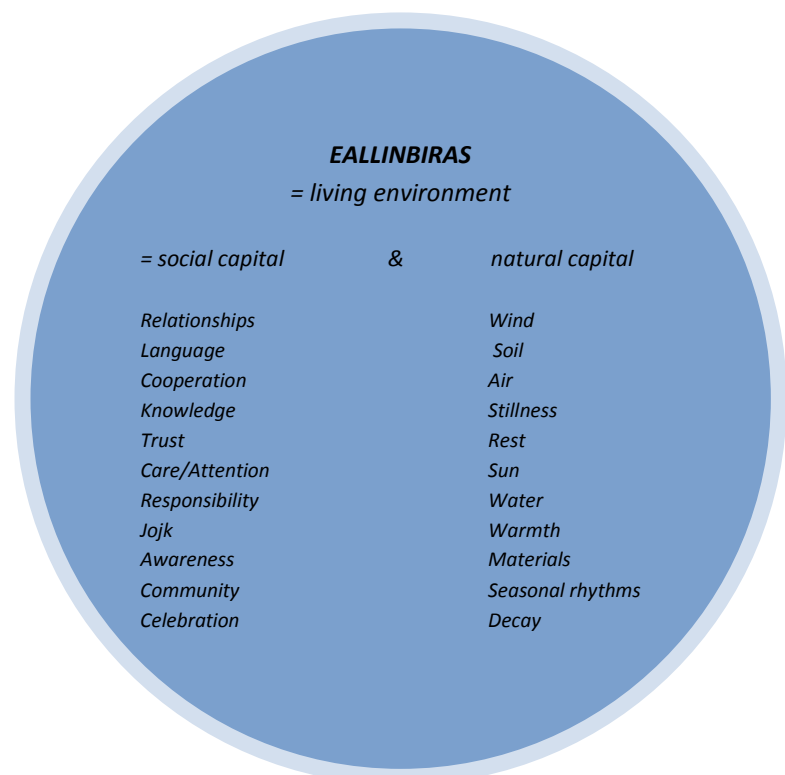 EALLINBIRAS
= living environment
= social capital & natural capital
Relationships Wind
Language Soil
Cooperation Air
Knowledge Stillness
Trust Rest
Care/Attention Sun
Responsibility Water
Jojk Warmth
Awareness Materials
Community Seasonal rhythms
Celebration Decay